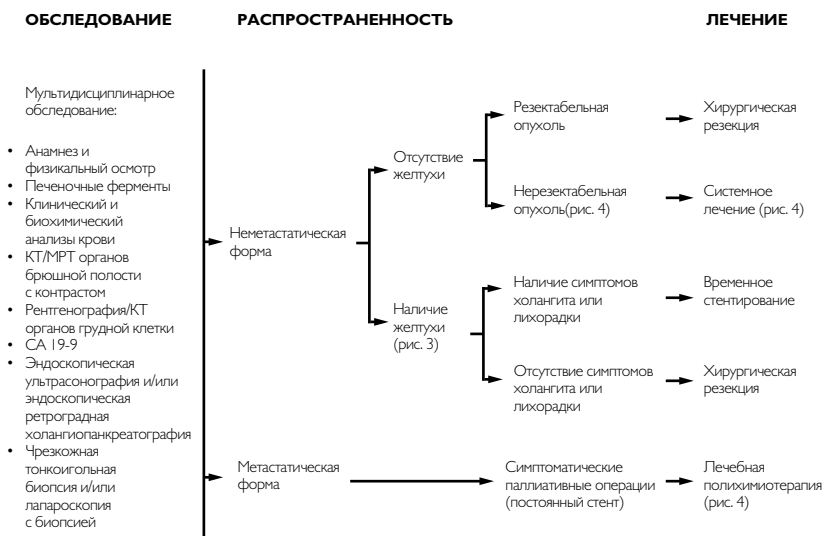 ОБСЛЕДОВАНИЕ
РАСПРОСТРАНЕННОСТЬ
ЛЕЧЕНИЕ
Мультидисциплинарное
обследование:
• Анамнез и
физикальный осмотр
• Печеночные ферменты
• Клинический и
биохимический
анализы крови
• КТ/МРТ органов
брюшной полости
с контрастом
• Рентгенография/КТ
органов грудной клетки
• СА 19-9
• Эндоскопическая
ультрасонография и/или
эндоскопическая
ретроградная
холангиопанкреатография
• Чрезкожная
тонкоигольная
биопсия и/или
лапароскопия
с биопсией
Неметастатическая
форма
Отсутствие
желтухи
Резектабельная
опухоль
Хирургическая
резекция
Нерезектабельная
опухоль(рис. 4)
Системное
лечение (рис. 4)
Наличие
желтухи
(рис. 3)
Наличие симптомов
холангита или
лихорадки
Временное
стентирование
Отсутствие симптомов
холангита или
лихорадки
Хирургическая
резекция
Метастатическая
форма
Симптоматические
паллиативные операции
(постоянный стент)
Лечебная
полихимиотерапия
(рис. 4)